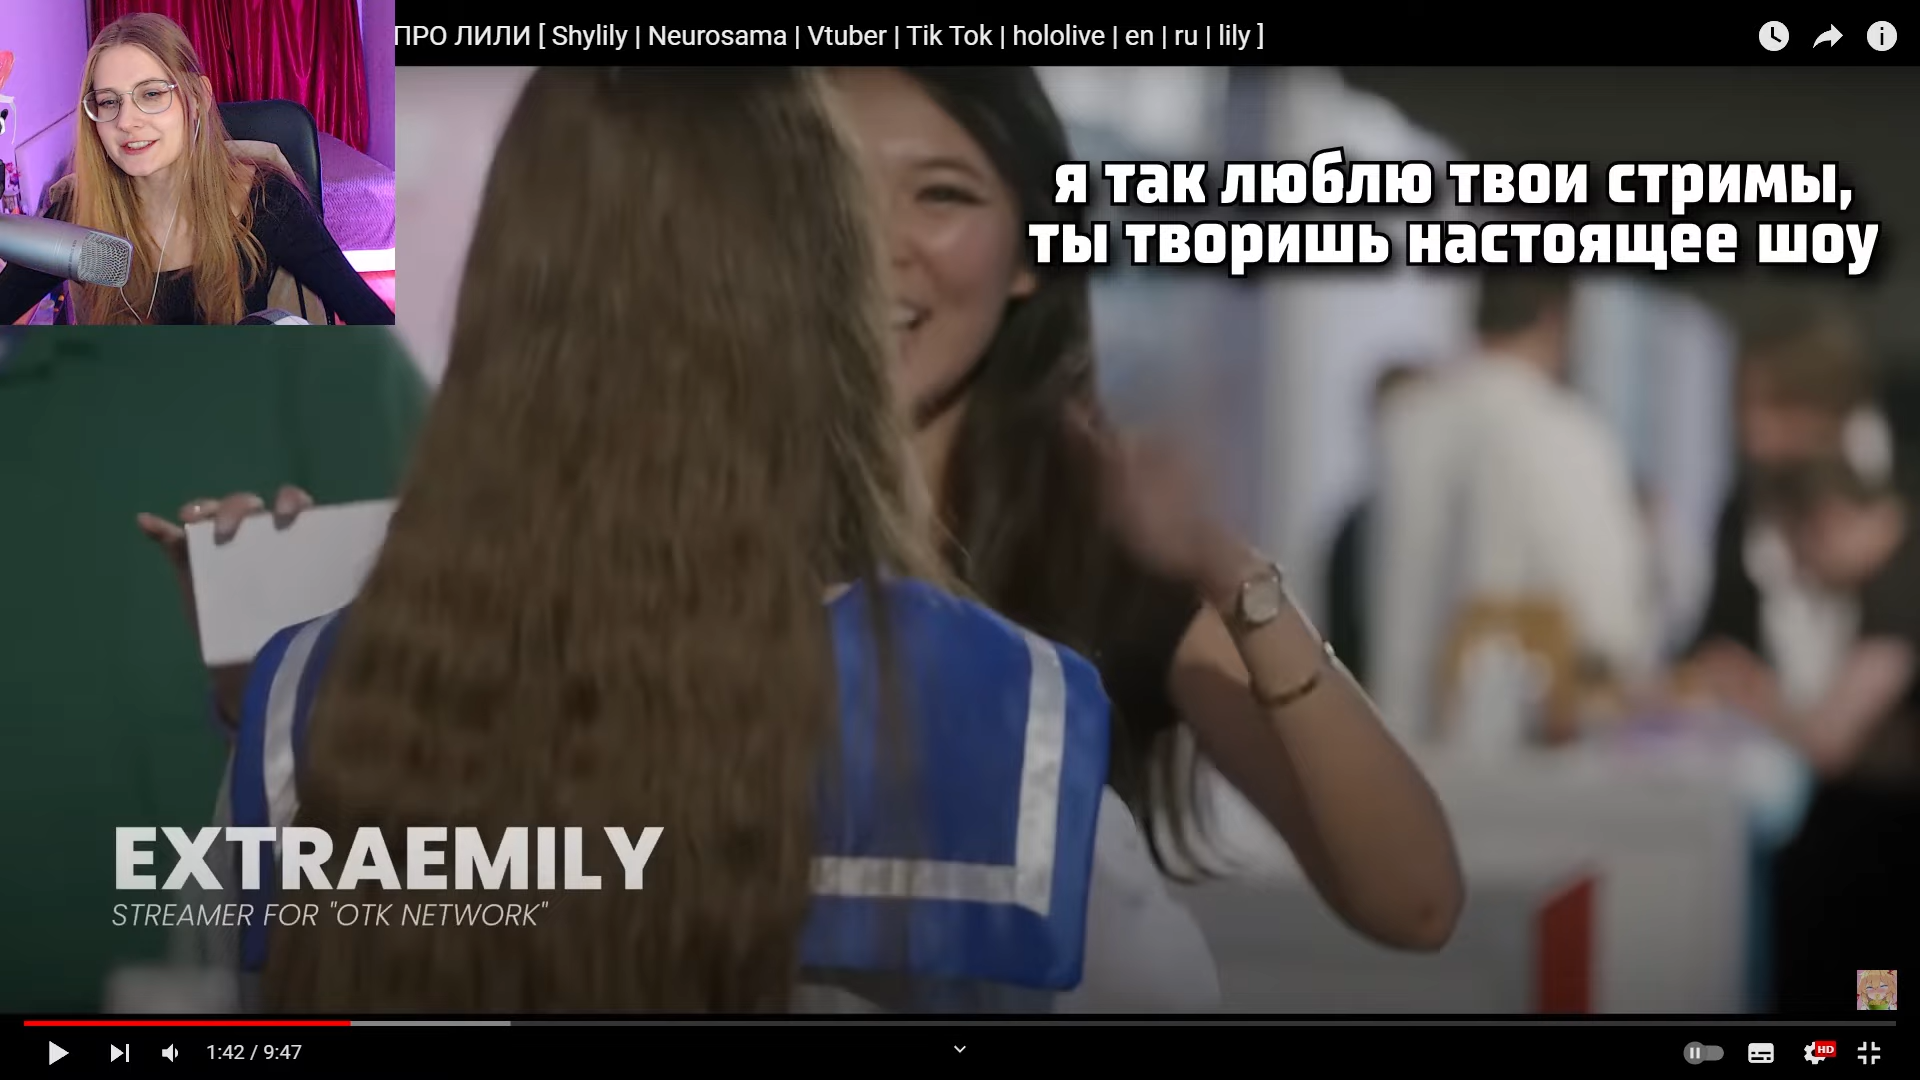 ПРО ЛИЛИ [ Shylily | Neurosama | Vtuber | Tik Tok | hololive | en | ru | lily ]
я так люблю твои стримы,
ты творишь настоящее шоу
EXTRAEMILY
STREAMER FOR "OTK NETWORK"
1:42 / 9:47
HD